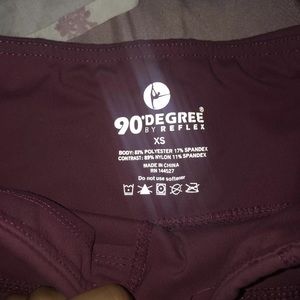 90°DEGREE®
BY REFLEX
XS
BODY: 83% POLYESTER 17% SPANDEX
CONTRAST: 89% NYLON 11% SPANDEX
MADE IN CHINA
RN 144527
Do not use softener